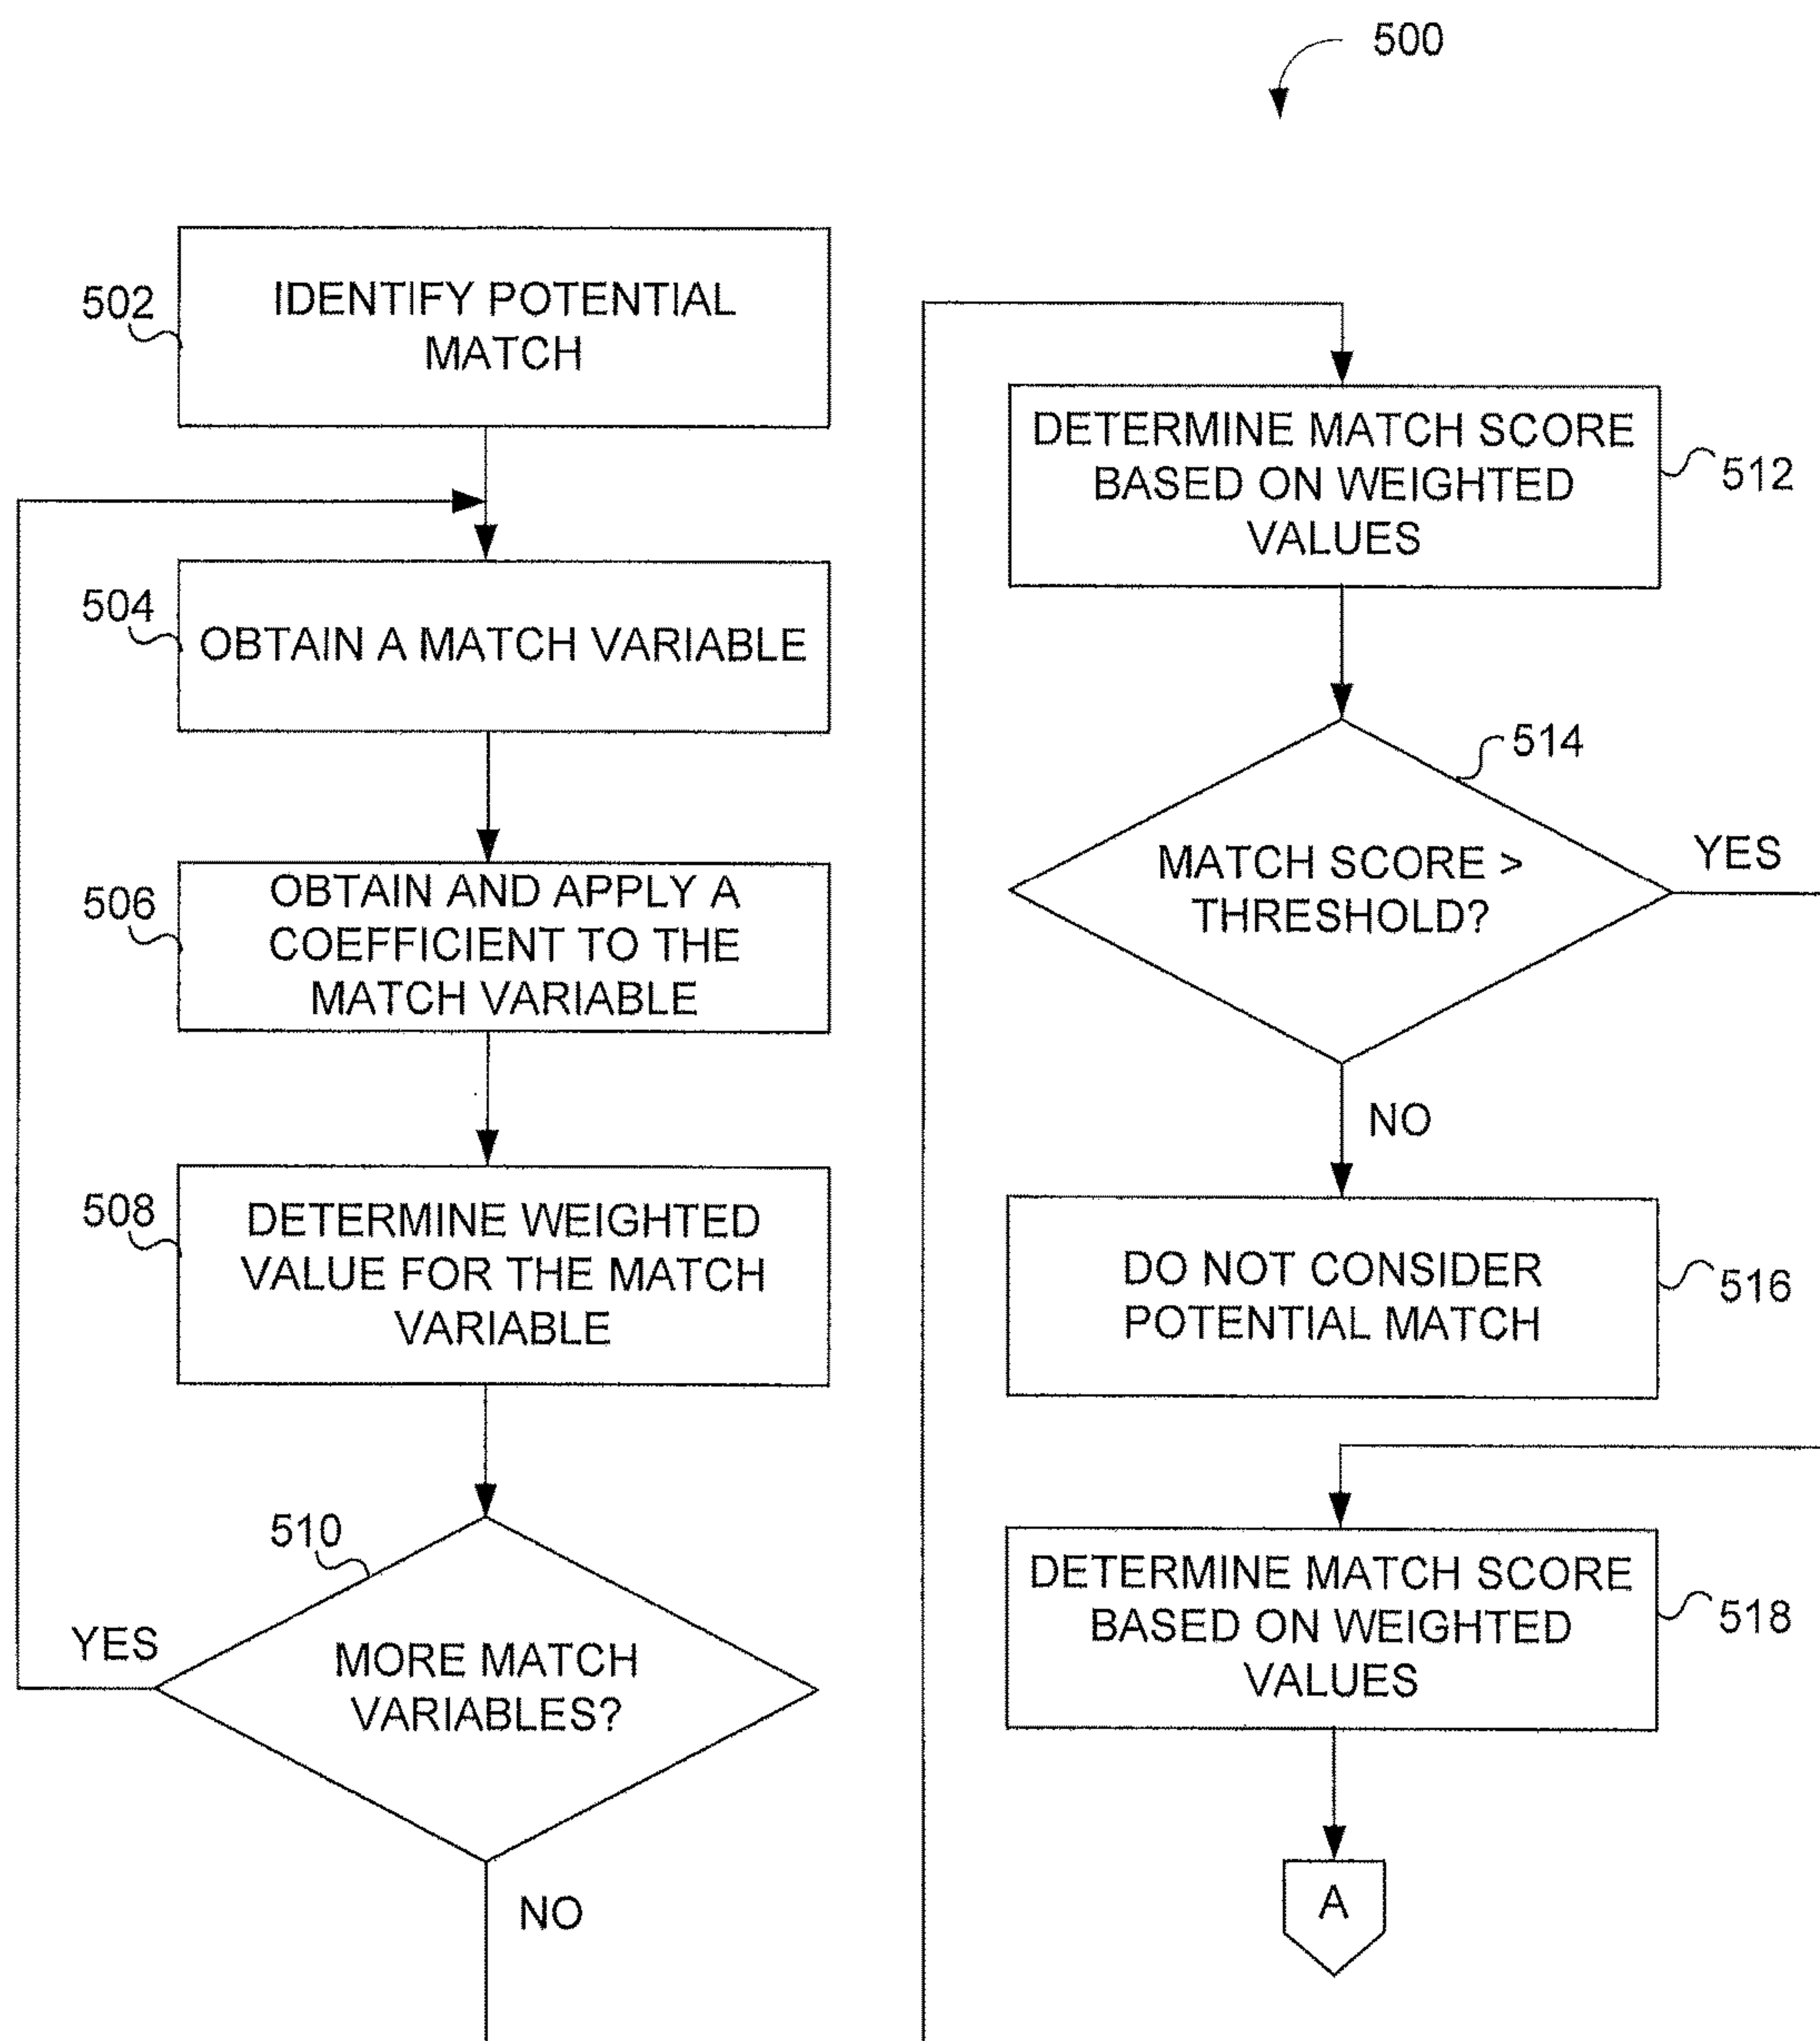 500
502
IDENTIFY POTENTIAL
MATCH
504
OBTAIN A MATCH VARIABLE
506
OBTAIN AND APPLY A
COEFFICIENT TO THE
MATCH VARIABLE
508
DETERMINE WEIGHTED
VALUE FOR THE MATCH
VARIABLE
510
YES
MORE MATCH
VARIABLES?
NO
DETERMINE MATCH SCORE
BASED ON WEIGHTED
VALUES
512
514
MATCH SCORE >
THRESHOLD?
YES
NO
DO NOT CONSIDER
POTENTIAL MATCH
516
DETERMINE MATCH SCORE
BASED ON WEIGHTED
VALUES
518
A